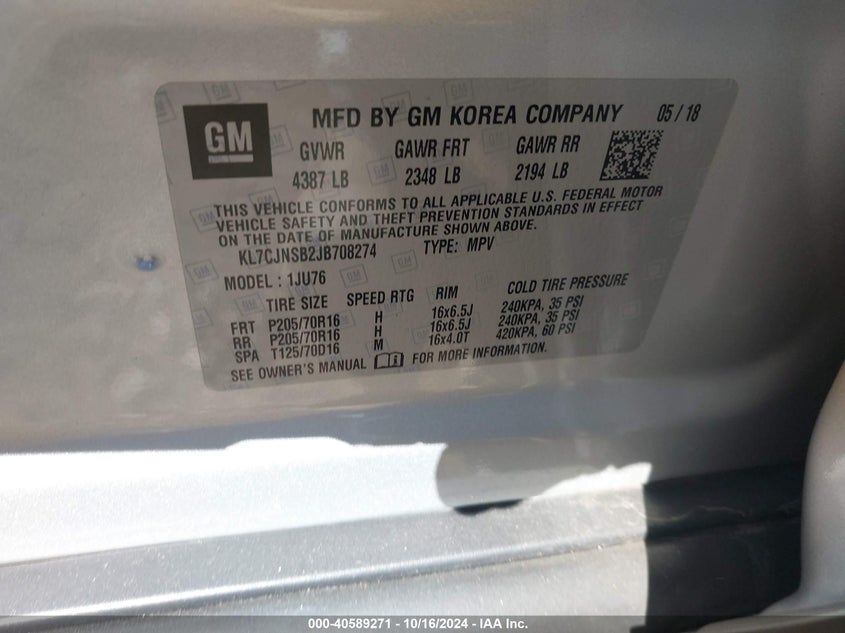 GM
MFD BY GM KOREA COMPANY 05 / 18
GVWR GAWR FRT GAWR RR
4387 LB 2348 LB 2194 LB
THIS VEHICLE CONFORMS TO ALL APPLICABLE U.S. FEDERAL MOTOR
VEHICLE SAFETY AND THEFT PREVENTION STANDARDS IN EFFECT
ON THE DATE OF MANUFACTURE SHOWN ABOVE.
KL7CJNSB2JB708274 TYPE: MPV
MODEL : 1JU76
TIRE SIZE SPEED RTG RIM COLD TIRE PRESSURE
FRT P205/70R16 H 16x6.5J 240KPA, 35 PSI
RR P205/70R16 H 16x6.5J 240KPA, 35 PSI
SPA T125/70D16 M 16x4.0T 420KPA, 60 PSI
SEE OWNER'S MANUAL FOR MORE INFORMATION.
000-40589271 - 10/16/2024 - IAA Inc.